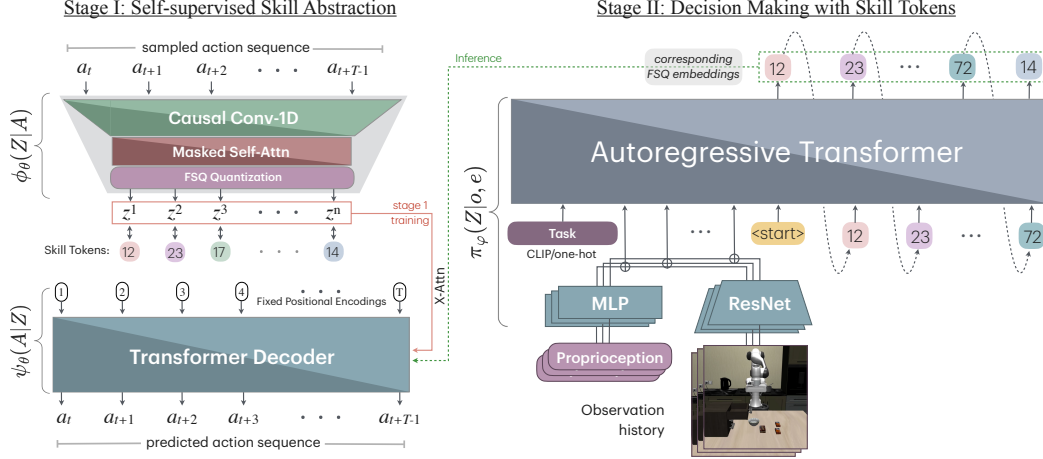 Stage I: Self-supervised Skill Abstraction
sampled action sequence
a_t a_{t+1} a_{t+2} · · · a_{t+T-1}
ϕ_θ(Z|A)
Causal Conv-1D
Masked Self-Attn
FSQ Quantization
z^1 z^2 z^3 · · · z^n
stage 1
training
Skill Tokens: 12 23 17 · · · 14
X-Attn
1 2 3 4 · · · T
Fixed Positional Encodings
ψ_θ(A|Z)
Transformer Decoder
a_t a_{t+1} a_{t+2} a_{t+3} · · · a_{t+T-1}
predicted action sequence
Stage II: Decision Making with Skill Tokens
Inference
corresponding
FSQ embeddings
12 23 ··· 72 14
π_φ(Z|o, e)
Autoregressive Transformer
Task
CLIP/one-hot
···
<start> 12 23 ··· 72
MLP
ResNet
Proprioception
Observation
history